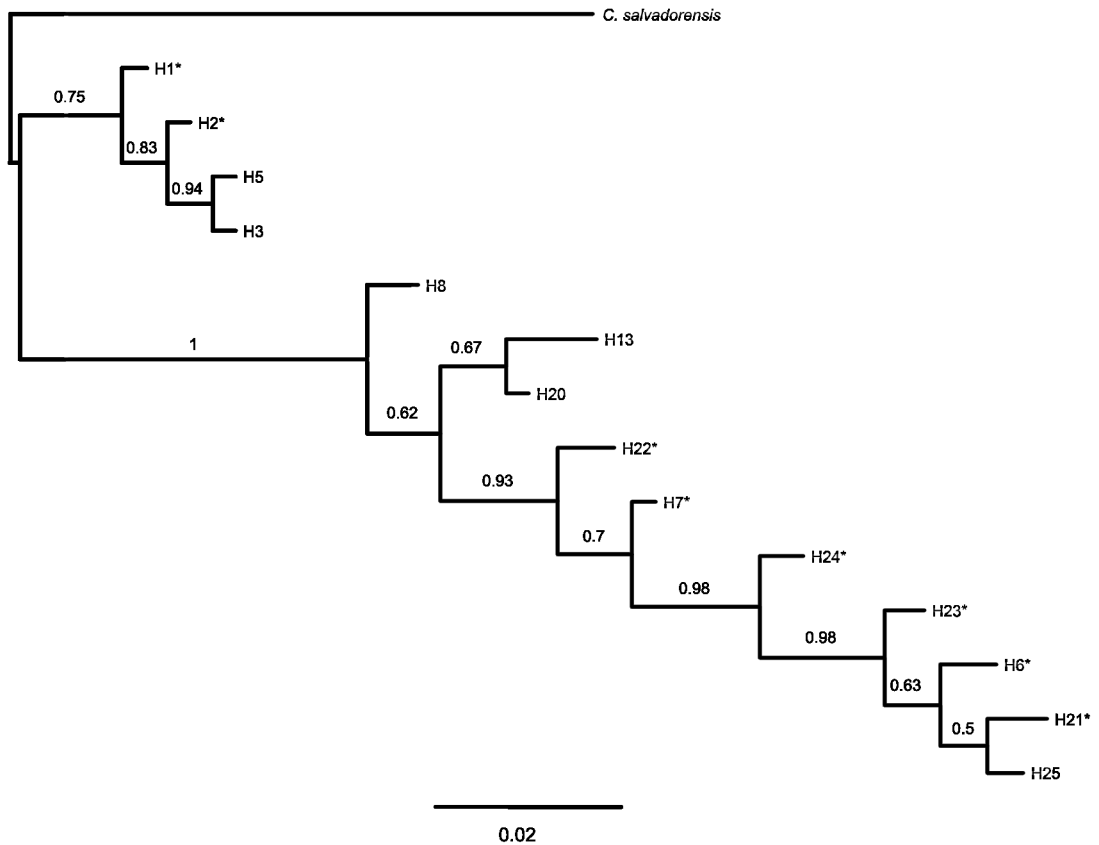 C. salvadorensis
H1*
0.75
H2*
0.83
H5
0.94
H3
H8
H13
1
0.67
H20
0.62
H22*
0.93
H7*
0.7
H24*
0.98
H23*
0.98
H6*
0.63
H21*
0.5
H25
0.02